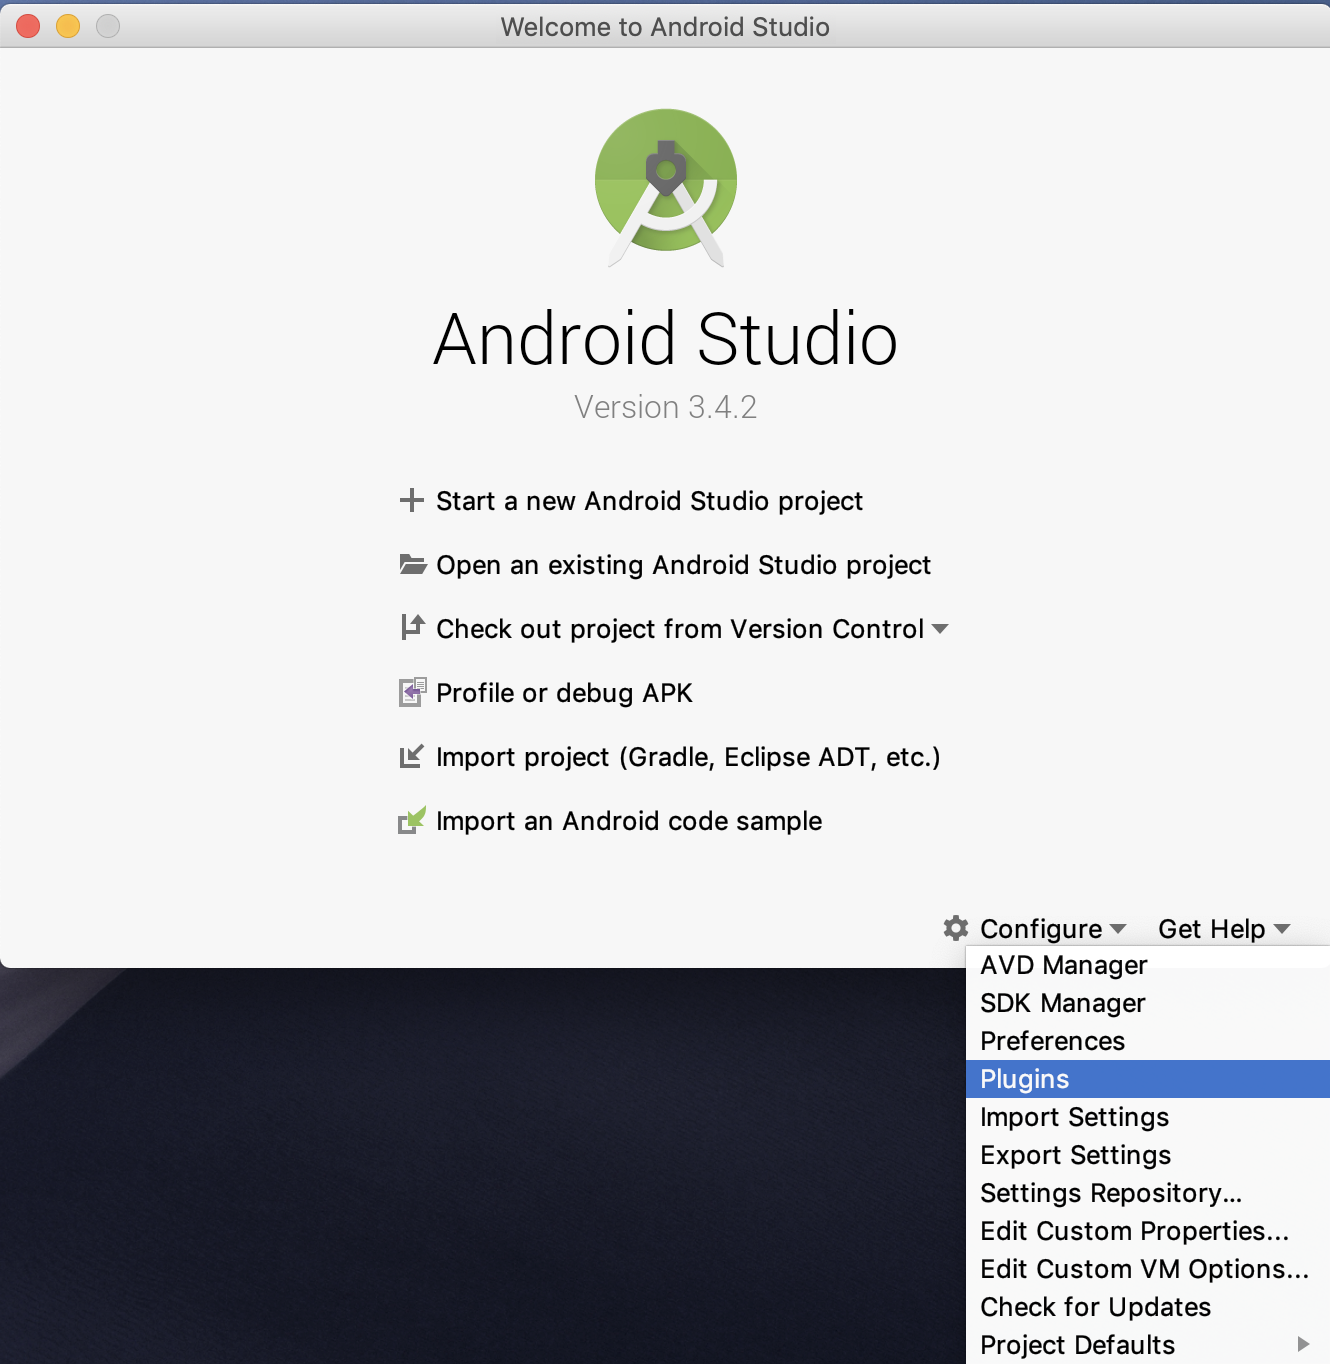 Welcome to Android Studio
Android Studio
Version 3.4.2
Start a new Android Studio project
Open an existing Android Studio project
Check out project from Version Control
Profile or debug APK
Import project (Gradle, Eclipse ADT, etc.)
Import an Android code sample
Configure Get Help
AVD Manager
SDK Manager
Preferences
Plugins
Import Settings
Export Settings
Settings Repository...
Edit Custom Properties...
Edit Custom VM Options...
Check for Updates
Project Defaults